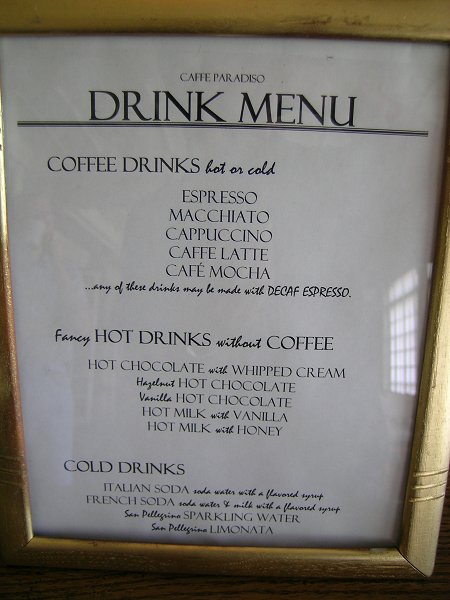 CAFFE PARADISO
DRINK MENU
COFFEE DRINKS hot or cold
ESPRESSO
MACCHIATO
CAPPUCCINO
CAFFE LATTE
CAFÉ MOCHA
...any of these drinks may be made with DECAF ESPRESSO.
Fancy HOT DRINKS without COFFEE
HOT CHOCOLATE with WHIPPED CREAM
Hazelnut HOT CHOCOLATE
Vanilla HOT CHOCOLATE
HOT MILK with VANILLA
HOT MILK with HONEY
COLD DRINKS
ITALIAN SODA soda water with a flavored syrup
FRENCH SODA soda water & milk with a flavored syrup
San Pellegrino SPARKLING WATER
San Pellegrino LIMONATA